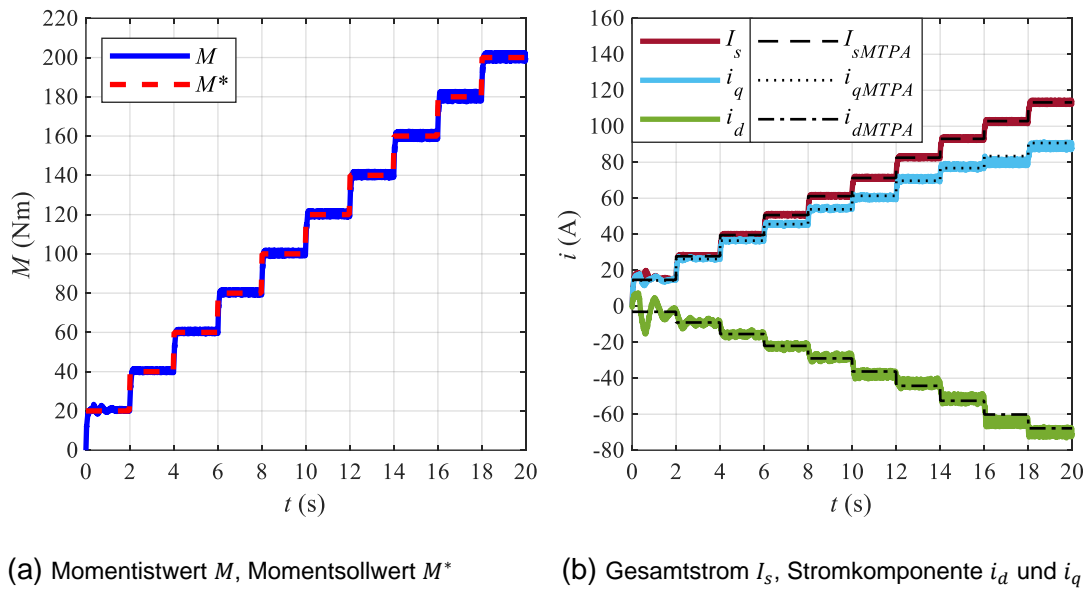 200
180
160
140
120
100
80
60
40
20
0
M (Nm)
M
M*
0 2 4 6 8 10 12 14 16 18 20
t (s)
160
140
120
100
80
60
40
20
0
-20
-40
-60
-80
i (A)
I_s I_sMTPA
i_q i_qMTPA
i_d i_dMTPA
0 2 4 6 8 10 12 14 16 18 20
t (s)
(a) Momentistwert M, Momentsollwert M*
(b) Gesamtstrom I_s, Stromkomponente i_d und i_q